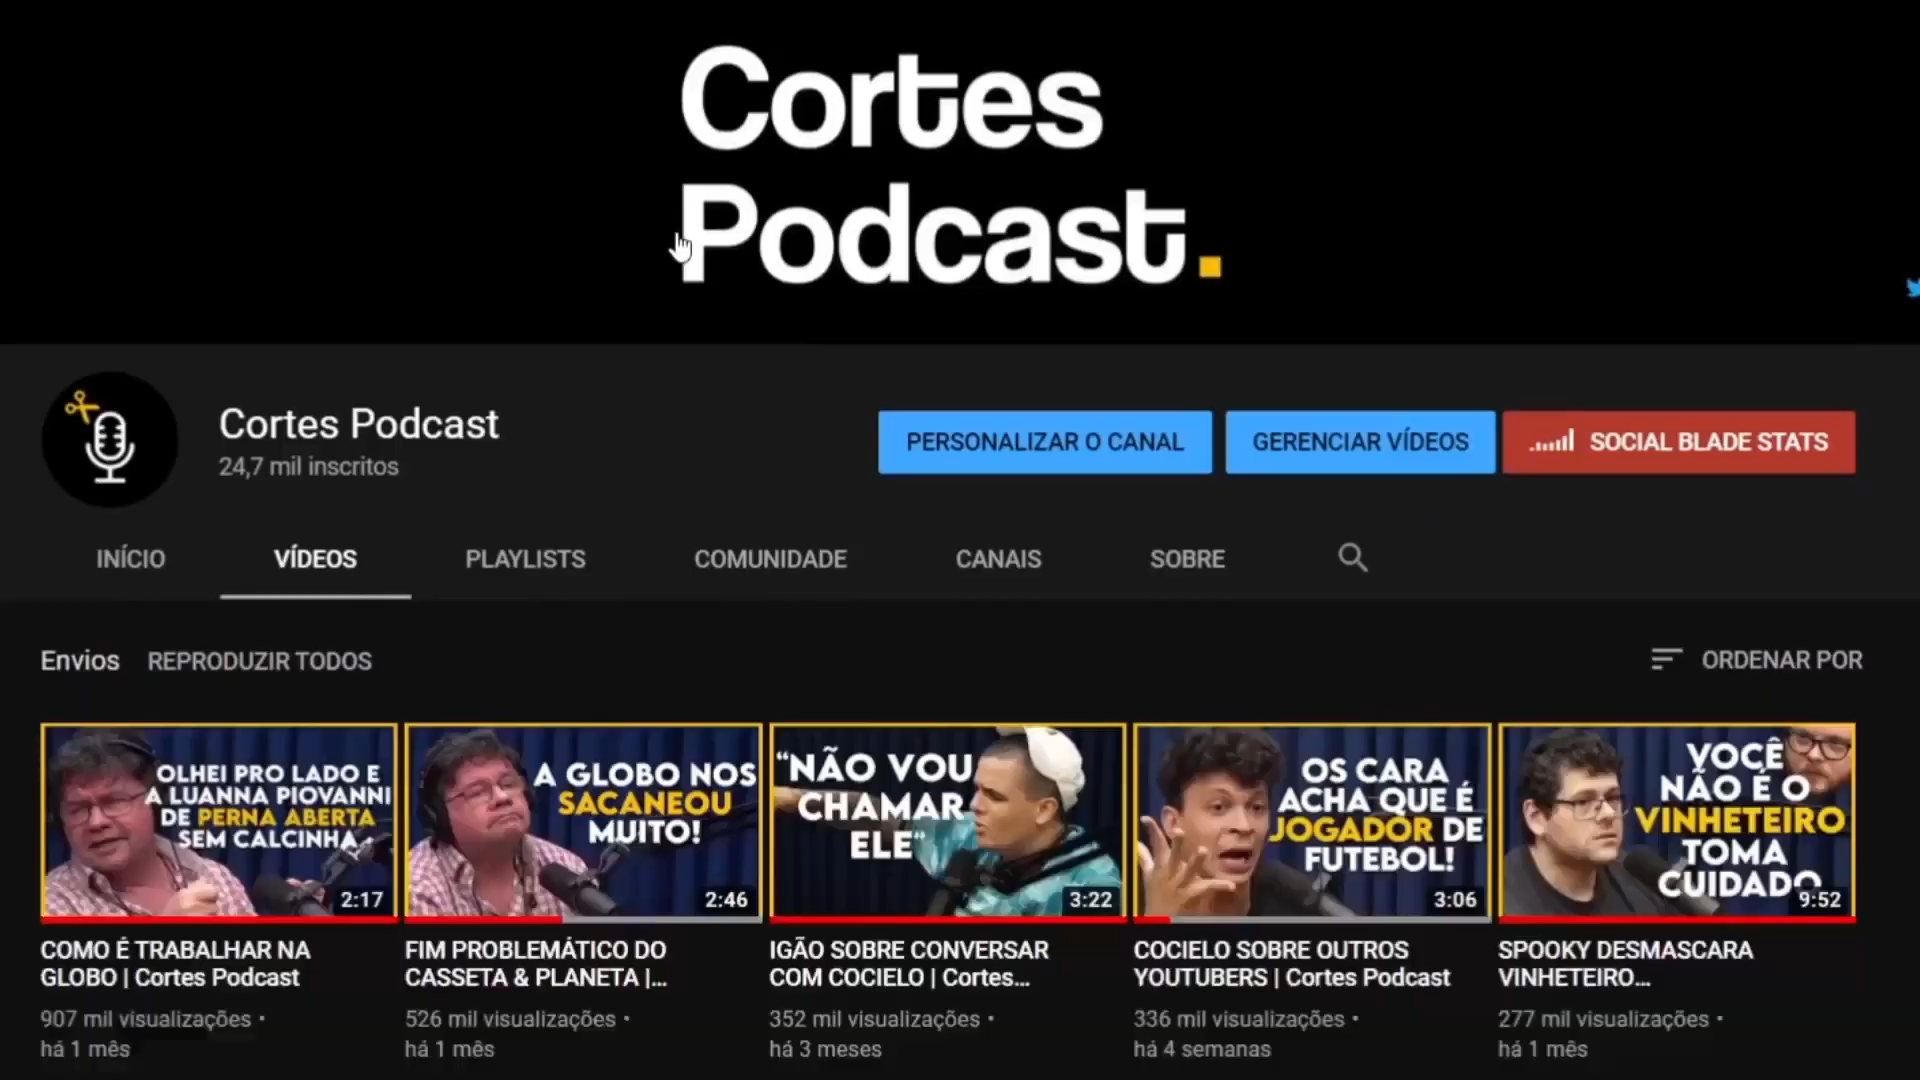 Cortes
Podcast.
Cortes Podcast
24,7 mil inscritos
PERSONALIZAR O CANAL
GERENCIAR VÍDEOS
SOCIAL BLADE STATS
INÍCIO
VÍDEOS
PLAYLISTS
COMUNIDADE
CANAIS
SOBRE
Envios
REPRODUZIR TODOS
ORDENAR POR
OLHEI PRO LADO E
A LUANNA PIOVANNI
DE PERNA ABERTA
SEM CALCINHA
2:17
A GLOBO NOS
SACANEOU
MUITO!
2:46
“NÃO VOU
CHAMAR
ELE“
3:22
OS CARA
ACHA QUE É
JOGADOR DE
FUTEBOL!
3:06
VOCÊ
NÃO É O
VINHETEIRO
TOMA
CUIDADO
9:52
COMO É TRABALHAR NA
GLOBO | Cortes Podcast
907 mil visualizações •
há 1 mês
FIM PROBLEMÁTICO DO
CASSETA & PLANETA |...
526 mil visualizações •
há 1 mês
IGÃO SOBRE CONVERSAR
COM COCIELO | Cortes...
352 mil visualizações •
há 3 meses
COCIELO SOBRE OUTROS
YOUTUBERS | Cortes Podcast
336 mil visualizações •
há 4 semanas
SPOOKY DESMASCARA
VINHETEIRO...
277 mil visualizações •
há 1 mês